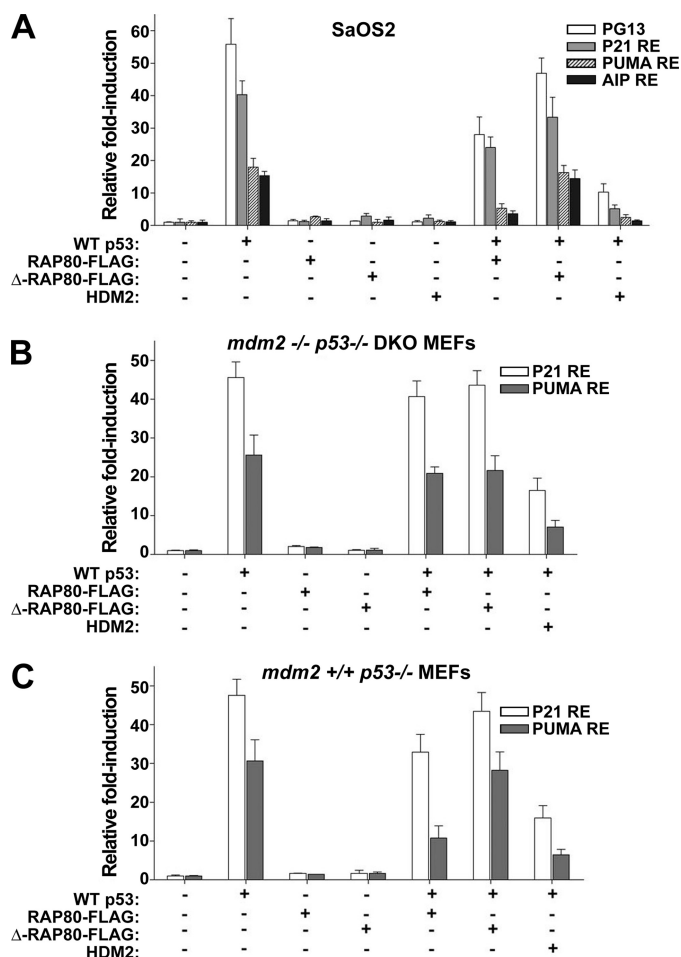 A
SaOS2
PG13
P21 RE
PUMA RE
AIP RE
Relative fold-induction
60
50
40
30
20
10
0
WT p53: - + - - - + + +
RAP80-FLAG: - - + - - + - -
Δ-RAP80-FLAG: - - - + - - + -
HDM2: - - - - + - - +
B
mdm2 -/- p53-/- DKO MEFs
P21 RE
PUMA RE
Relative fold-induction
50
40
30
20
10
0
WT p53: - + - - + + +
RAP80-FLAG: - - + - + - -
Δ-RAP80-FLAG: - - - + - + -
HDM2: - - - - - - +
C
mdm2 +/+ p53-/- MEFs
P21 RE
PUMA RE
Relative fold-induction
50
40
30
20
10
0
WT p53: - + - - + + +
RAP80-FLAG: - - + - + - -
Δ-RAP80-FLAG: - - - + - + -
HDM2: - - - - - - +